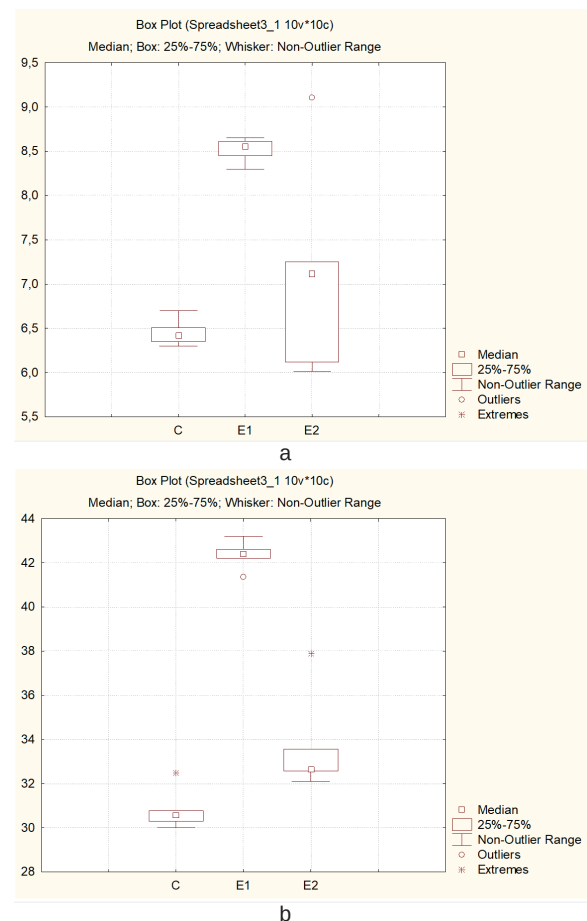 Box Plot (Spreadsheet3_1 10v*10c)
Median; Box: 25%-75%; Whisker: Non-Outlier Range
9,5
9,0
8,5
8,0
7,5
7,0
6,5
6,0
5,5
C E1 E2
Median
25%-75%
Non-Outlier Range
Outliers
Extremes
a
Box Plot (Spreadsheet3_1 10v*10c)
Median; Box: 25%-75%; Whisker: Non-Outlier Range
44
42
40
38
36
34
32
30
28
C E1 E2
Median
25%-75%
Non-Outlier Range
Outliers
Extremes
b